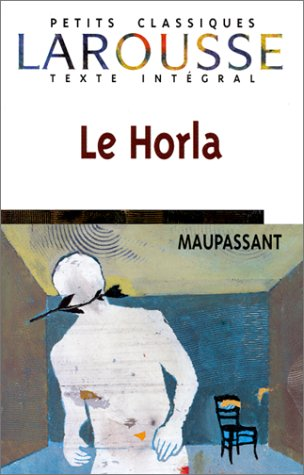 PETITS CLASSIQUES
LAROUSSE
TEXTE INTÉGRAL
Le Horla
MAUPASSANT